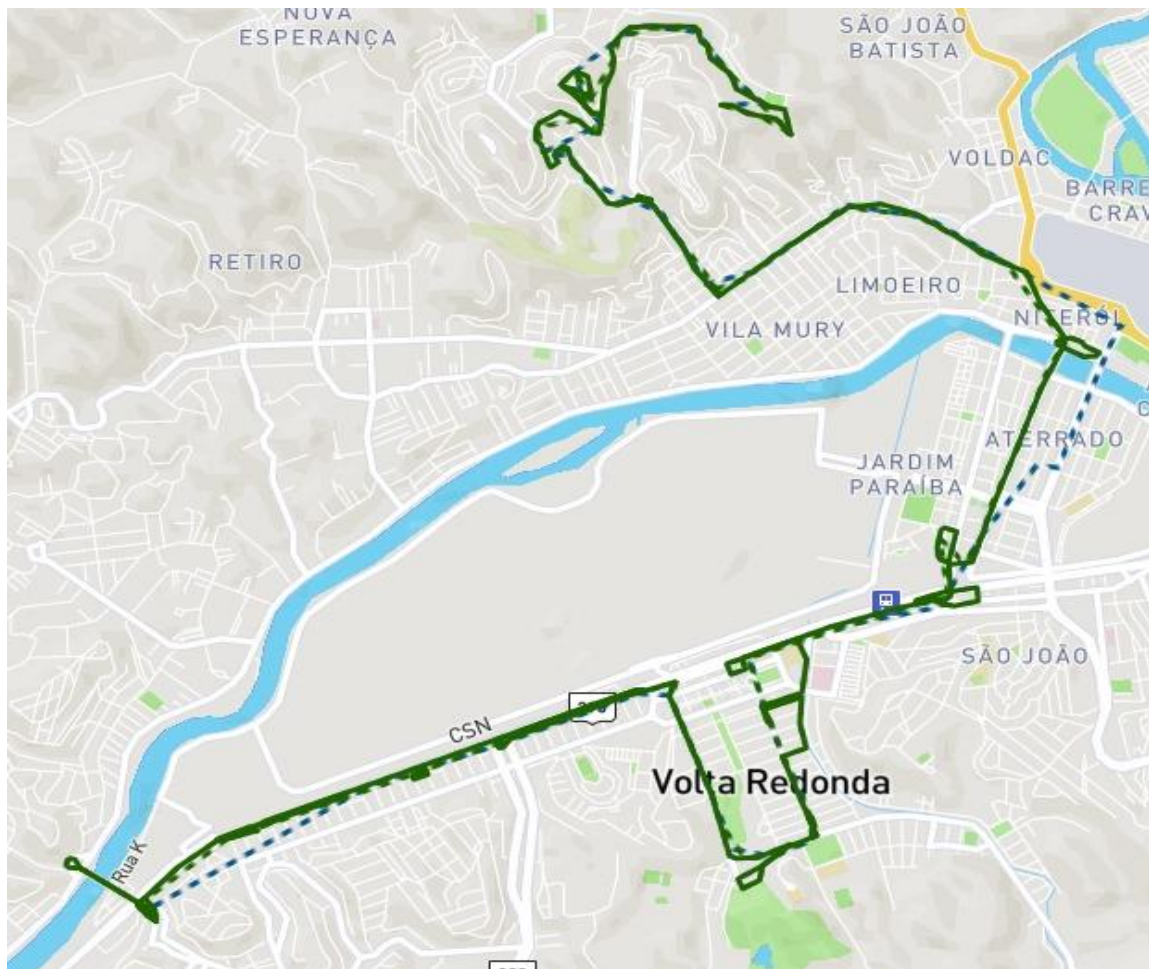 NOVA
ESPERANÇA
SÃO JOÃO
BATISTA
VOLDAC
BARRE
CRAV
RETIRO
LIMOEIRO
NITERÓI
VILA MURY
ATERRADO
JARDIM
PARAÍBA
C
SÃO JOÃO
CSN
Volta Redonda
Rua K